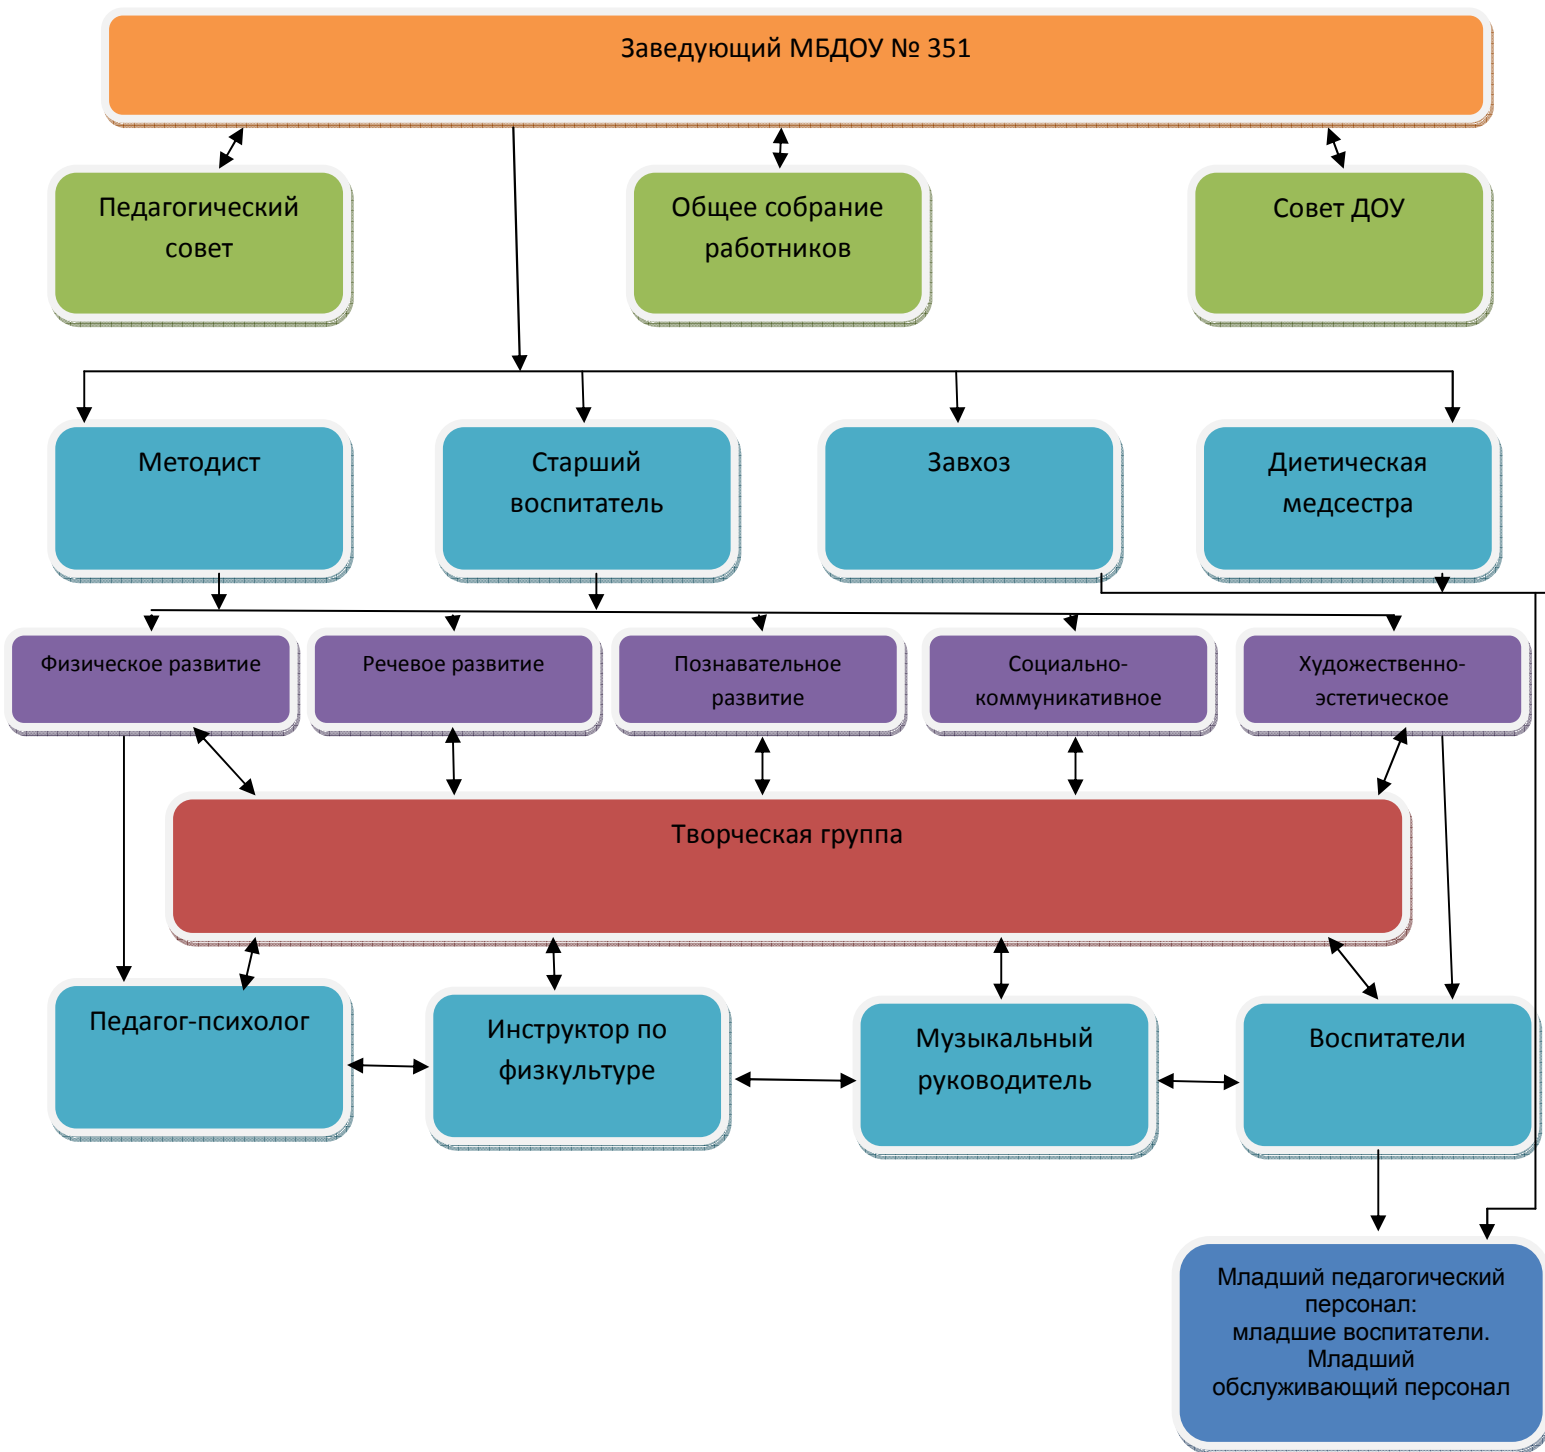 Заведующий МБДОУ № 351
Педагогический
совет
Общее собрание
работников
Совет ДОУ
Методист
Старший
воспитатель
Завхоз
Диетическая
медсестра
Физическое развитие
Речевое развитие
Познавательное
развитие
Социально-
коммуникативное
Художественно-
эстетическое
Творческая группа
Педагог-психолог
Инструктор по
физкультуре
Музыкальный
руководитель
Воспитатели
Младший педагогический
персонал:
младшие воспитатели.
Младший
обслуживающий персонал